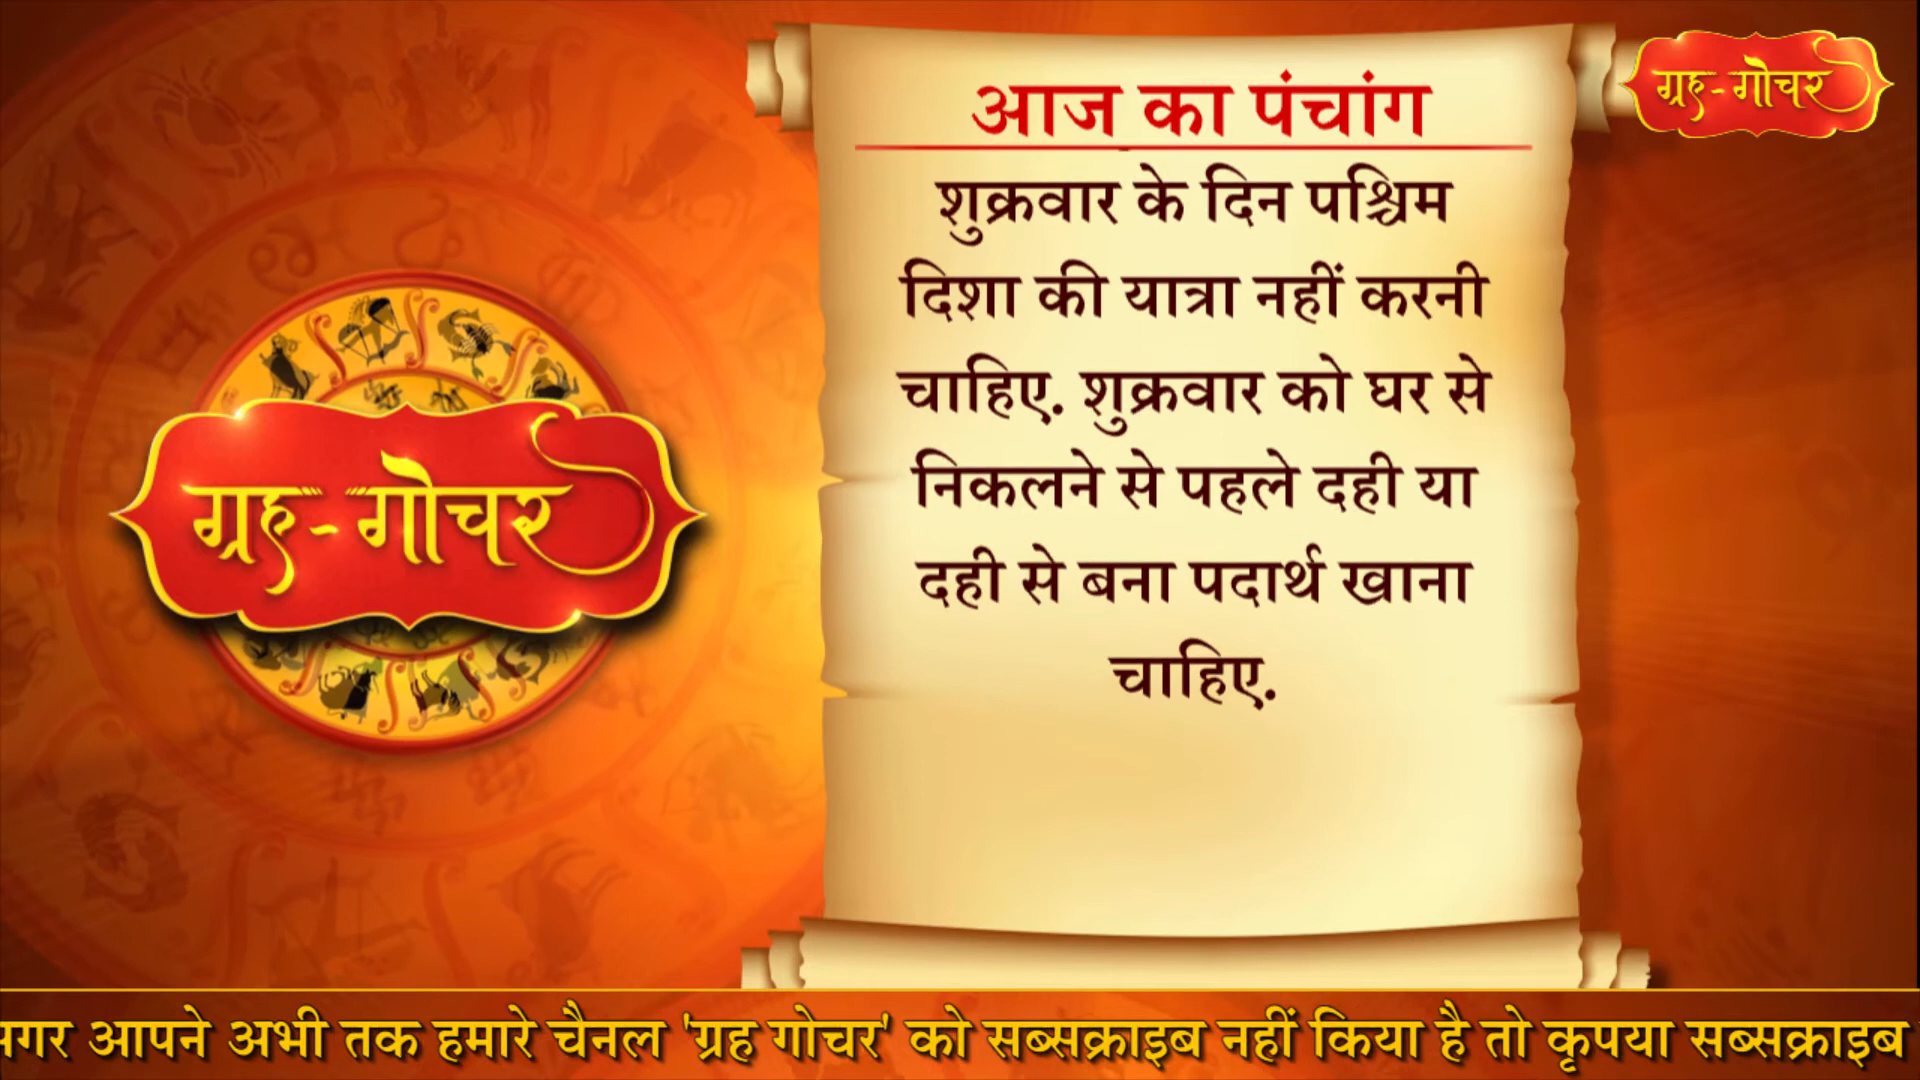 आज का पंचांग
ग्रह-गोचर
शुक्रवार के दिन पश्चिम
दिशा की यात्रा नहीं करनी
चाहिए. शुक्रवार को घर से
निकलने से पहले दही या
दही से बना पदार्थ खाना
चाहिए.
ग्रह-गोचर
आपने अभी तक हमारे चैनल 'ग्रह गोचर' को सब्सक्राइब नहीं किया है तो कृपया सब्सक्राइब